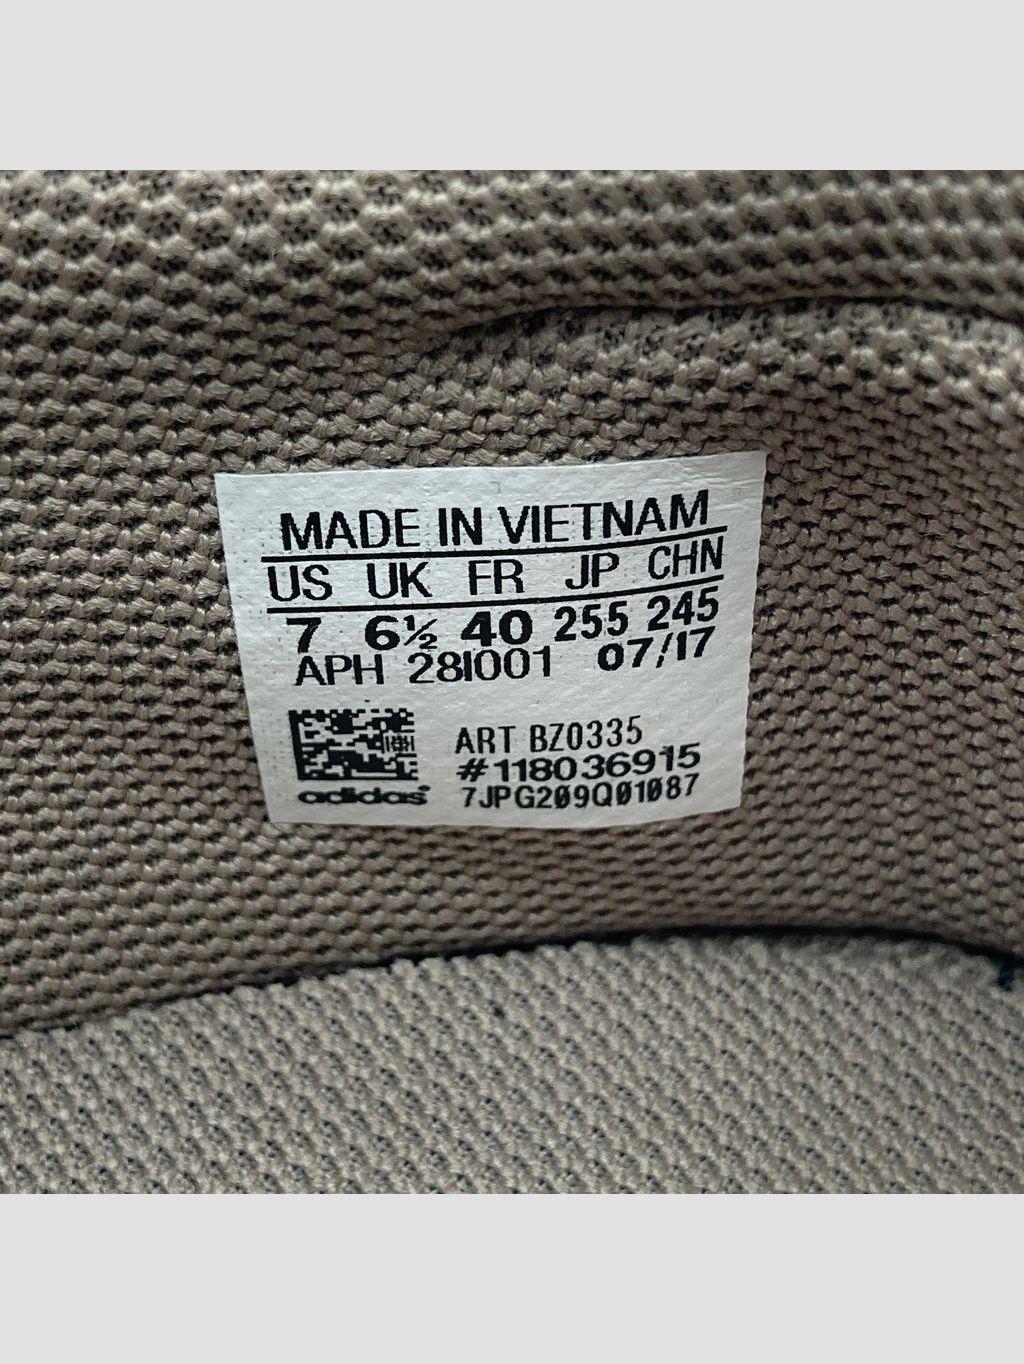 MADE IN VIETNAM
US UK FR JP CHN
7 6½ 40 255 245
APH 28I001 07/17
ART BZ0335
#118036915
adidas 7JPG209Q01087